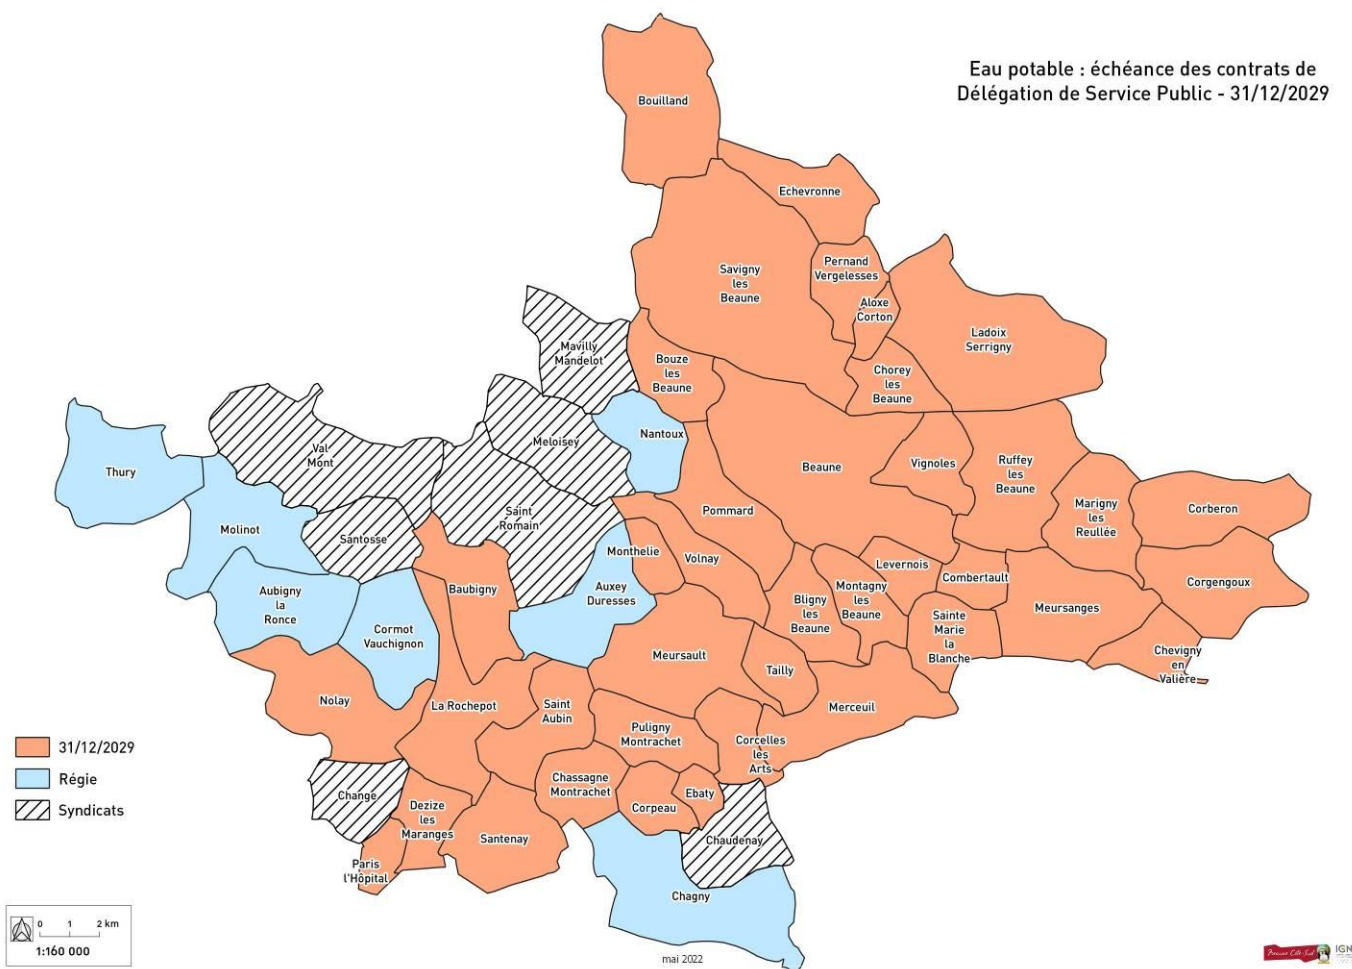 Eau potable : échéance des contrats de
Délégation de Service Public - 31/12/2029
Bouilland
Echevronne
Savigny
les
Beaune
Pernand
Vergelesses
Aloxe
Corton
Ladoix
Serrigny
Mavilly
Mandelot
Bouze
les
Beaune
Chorey
les
Beaune
Val
Mont
Meloisey
Nantoux
Beaune
Vignoles
Ruffey
les
Beaune
Thury
Molinot
Santosse
Saint
Romain
Pommard
Marigny
les
Reullée
Corberon
Monthelie
Volnay
Levernois
Combertault
Corgengoux
Aubigny
la
Ronce
Baubigny
Auxey
Duresses
Bligny
les
Beaune
Montagny
les
Beaune
Meursanges
Cormot
Vauchignon
Sainte
Marie
la
Blanche
Meursault
Tailly
Chevigny
en
Valière
Nolay
La Rochepot
Saint
Aubin
Merceuil
Puligny
Montrachet
Corcelles
les
Arts
Change
Dezize
les
Maranges
Chassagne
Montrachet
Corpeau
Ebaty
Santenay
Chaudenay
Paris
l'Hôpital
Chagny
31/12/2029
Régie
Syndicats
0 1 2 km
1:160 000
mai 2022
Beaune Côté Sud
IGN